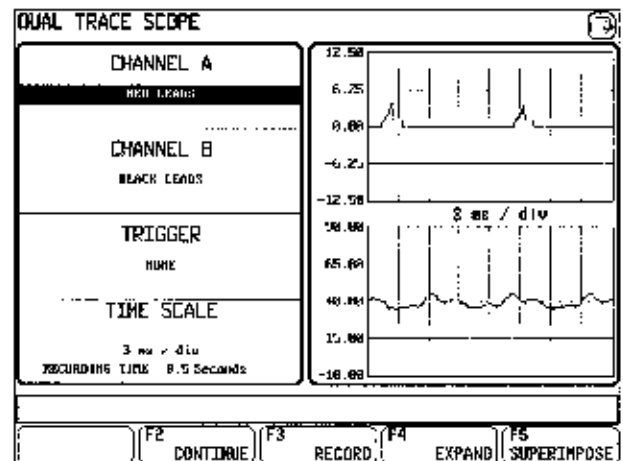 DUAL TRACE SCOPE
CHANNEL A
RED LEADS
CHANNEL B
BLACK LEADS
TRIGGER
NONE
TIME SCALE
3 ms / div
RECORDING TIME 0.5 Seconds
12.50
6.25
0.00
-6.25
-12.50
3 ms / div
90.00
65.00
40.00
15.00
-10.00
F2 CONTINUE
F3 RECORD
F4 EXPAND
F5 SUPERIMPOSE